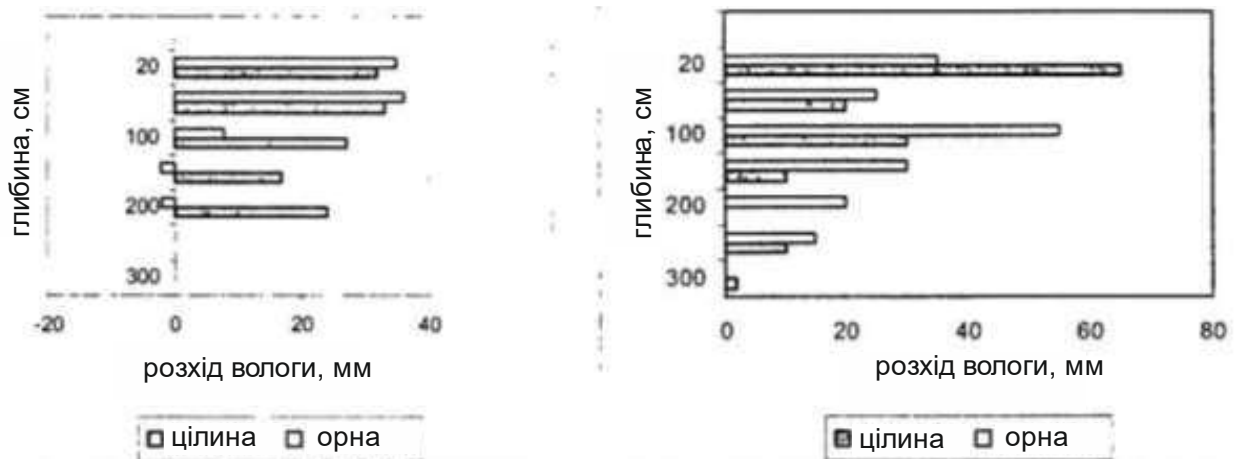 глибина, см
20
100
200
300
-20 0 20 40
розхід вологи, мм
цілина орна
глибина, см
20
100
200
300
0 20 40 60 80
розхід вологи, мм
цілина орна